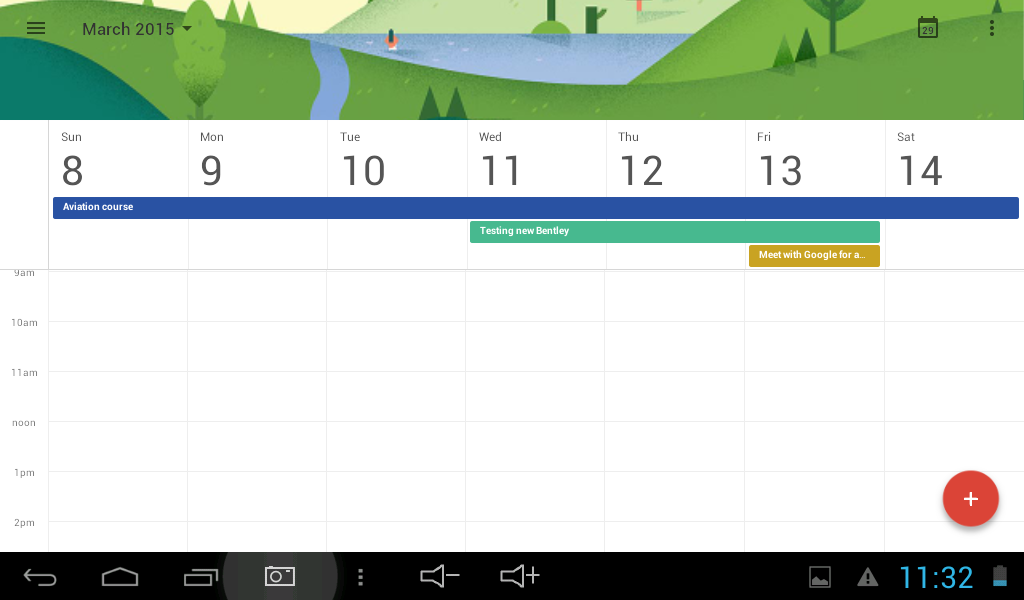 March 2015
29
Sun
Mon
Tue
Wed
Thu
Fri
Sat
8
9
10
11
12
13
14
Aviation course
Testing new Bentley
Meet with Google for a...
9am
10am
11am
noon
1pm
2pm
11:32